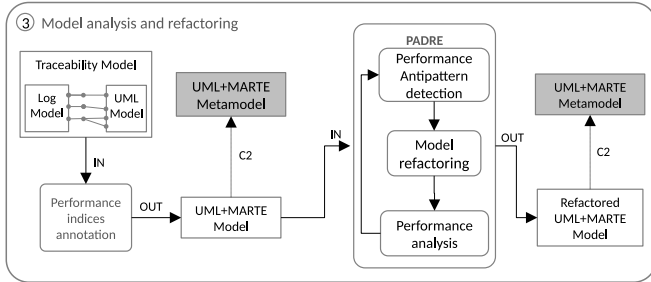 3 Model analysis and refactoring
Traceability Model
Log
Model
UML
Model
IN
Performance
indices
annotation
OUT
UML+MARTE
Metamodel
C2
UML+MARTE
Model
IN
PADRE
Performance
Antipattern
detection
Model
refactoring
Performance
analysis
OUT
UML+MARTE
Metamodel
C2
Refactored
UML+MARTE
Model